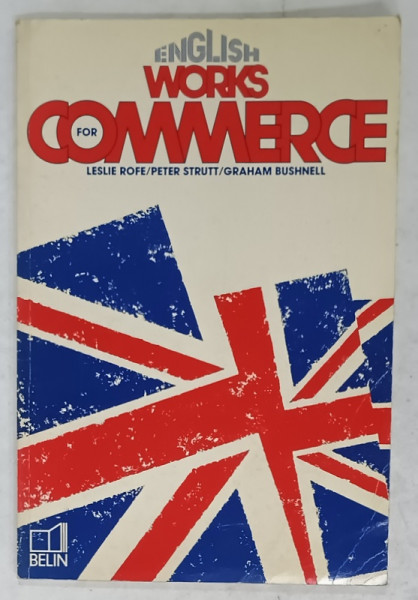 ENGLISH
WORKS
FOR COMMERCE
LESLIE ROFE/PETER STRUTT/GRAHAM BUSHNELL
BELIN